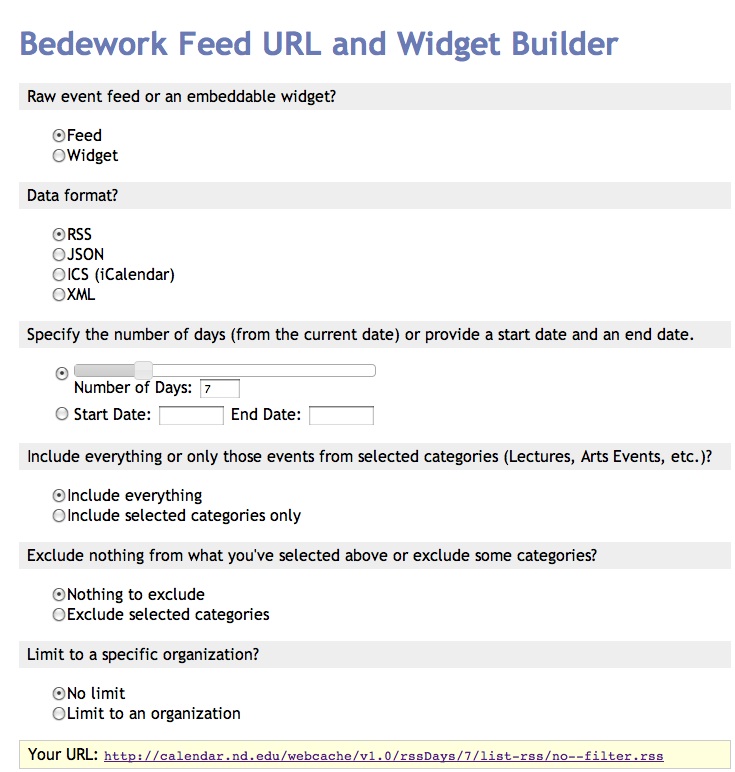 Bedework Feed URL and Widget Builder
Raw event feed or an embeddable widget?
Feed
Widget
Data format?
RSS
JSON
ICS (iCalendar)
XML
Specify the number of days (from the current date) or provide a start date and an end date.
Number of Days: 7
Start Date: End Date:
Include everything or only those events from selected categories (Lectures, Arts Events, etc.)?
Include everything
Include selected categories only
Exclude nothing from what you've selected above or exclude some categories?
Nothing to exclude
Exclude selected categories
Limit to a specific organization?
No limit
Limit to an organization
Your URL: http://calendar.nd.edu/webcache/v1.0/rssDays/7/list-rss/no--filter.rss